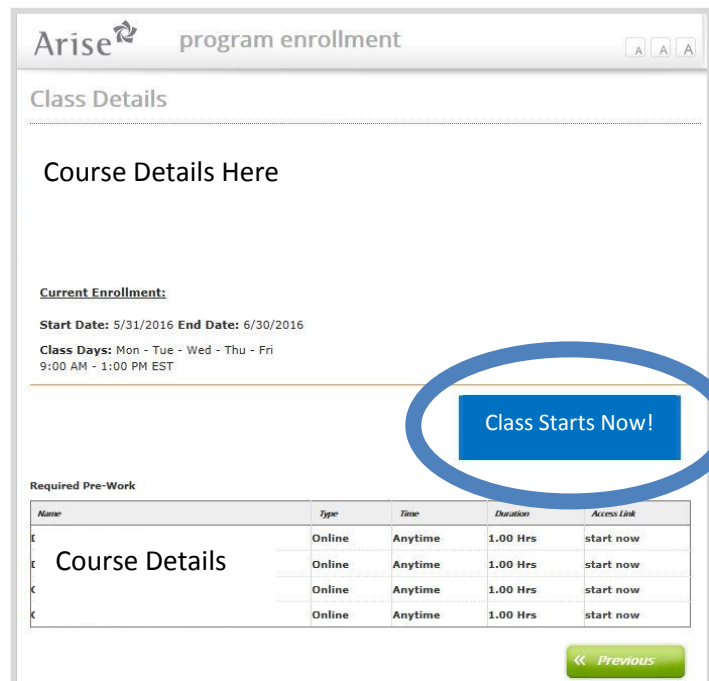 Arise program enrollment A A A
Class Details
Course Details Here
Current Enrollment:
Start Date: 5/31/2016 End Date: 6/30/2016
Class Days: Mon - Tue - Wed - Thu - Fri
9:00 AM - 1:00 PM EST
Class Starts Now!
Required Pre-Work
Name Type Time Duration Access Link
Online Anytime 1.00 Hrs start now
Course Details
Online Anytime 1.00 Hrs start now
Online Anytime 1.00 Hrs start now
Online Anytime 1.00 Hrs start now
« Previous